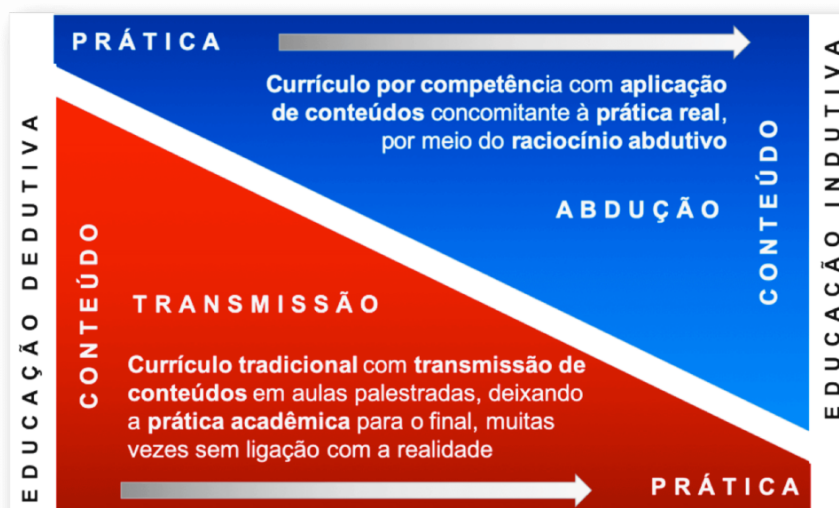 PRÁTICA
Currículo por competência com aplicação
de conteúdos concomitante à prática real,
por meio do raciocínio abdutivo
ABDUÇÃO
CONTEÚDO
EDUCAÇÃO INDUTIVA
EDUCAÇÃO DEDUTIVA
CONTEÚDO
TRANSMISSÃO
Currículo tradicional com transmissão de
conteúdos em aulas palestradas, deixando
a prática acadêmica para o final, muitas
vezes sem ligação com a realidade
PRÁTICA